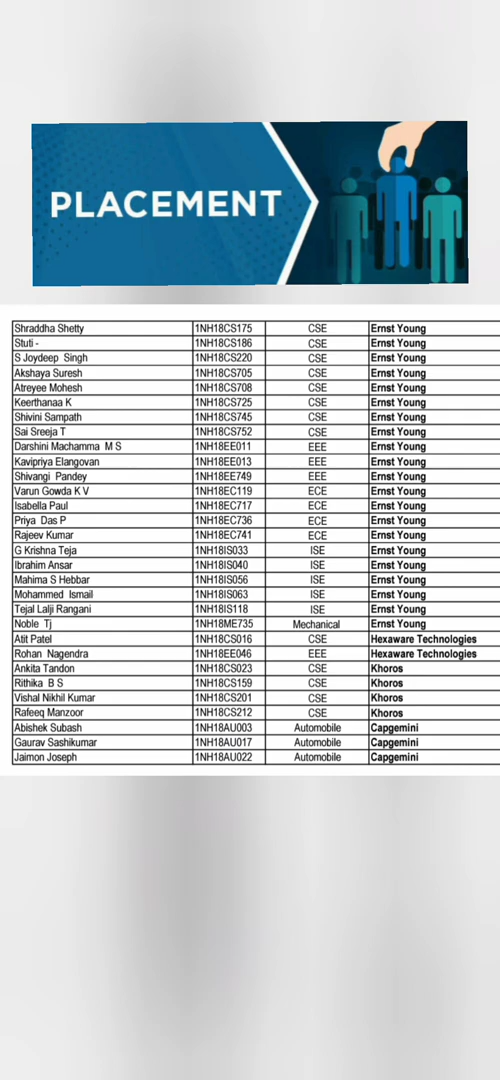 PLACEMENT
Shraddha Shetty 1NH18CS175 CSE Ernst Young
Stuti - 1NH18CS186 CSE Ernst Young
S Joydeep Singh 1NH18CS220 CSE Ernst Young
Akshaya Suresh 1NH18CS705 CSE Ernst Young
Atreyee Mohesh 1NH18CS708 CSE Ernst Young
Keerthanaa K 1NH18CS725 CSE Ernst Young
Shivini Sampath 1NH18CS745 CSE Ernst Young
Sai Sreeja T 1NH18CS752 CSE Ernst Young
Darshini Machamma M S 1NH18EE011 EEE Ernst Young
Kavipriya Elangovan 1NH18EE013 EEE Ernst Young
Shivangi Pandey 1NH18EE749 EEE Ernst Young
Varun Gowda K V 1NH18EC119 ECE Ernst Young
Isabella Paul 1NH18EC717 ECE Ernst Young
Priya Das P 1NH18EC736 ECE Ernst Young
Rajeev Kumar 1NH18EC741 ECE Ernst Young
G Krishna Teja 1NH18IS033 ISE Ernst Young
Ibrahim Ansar 1NH18IS040 ISE Ernst Young
Mahima S Hebbar 1NH18IS056 ISE Ernst Young
Mohammed Ismail 1NH18IS063 ISE Ernst Young
Tejal Lalji Rangani 1NH18IS118 ISE Ernst Young
Noble Tj 1NH18ME735 Mechanical Ernst Young
Atit Patel 1NH18CS016 CSE Hexaware Technologies
Rohan Nagendra 1NH18EE046 EEE Hexaware Technologies
Ankita Tandon 1NH18CS023 CSE Khoros
Rithika B S 1NH18CS159 CSE Khoros
Vishal Nikhil Kumar 1NH18CS201 CSE Khoros
Rafeeq Manzoor 1NH18CS212 CSE Khoros
Abishek Subash 1NH18AU003 Automobile Capgemini
Gaurav Sashikumar 1NH18AU017 Automobile Capgemini
Jaimon Joseph 1NH18AU022 Automobile Capgemini